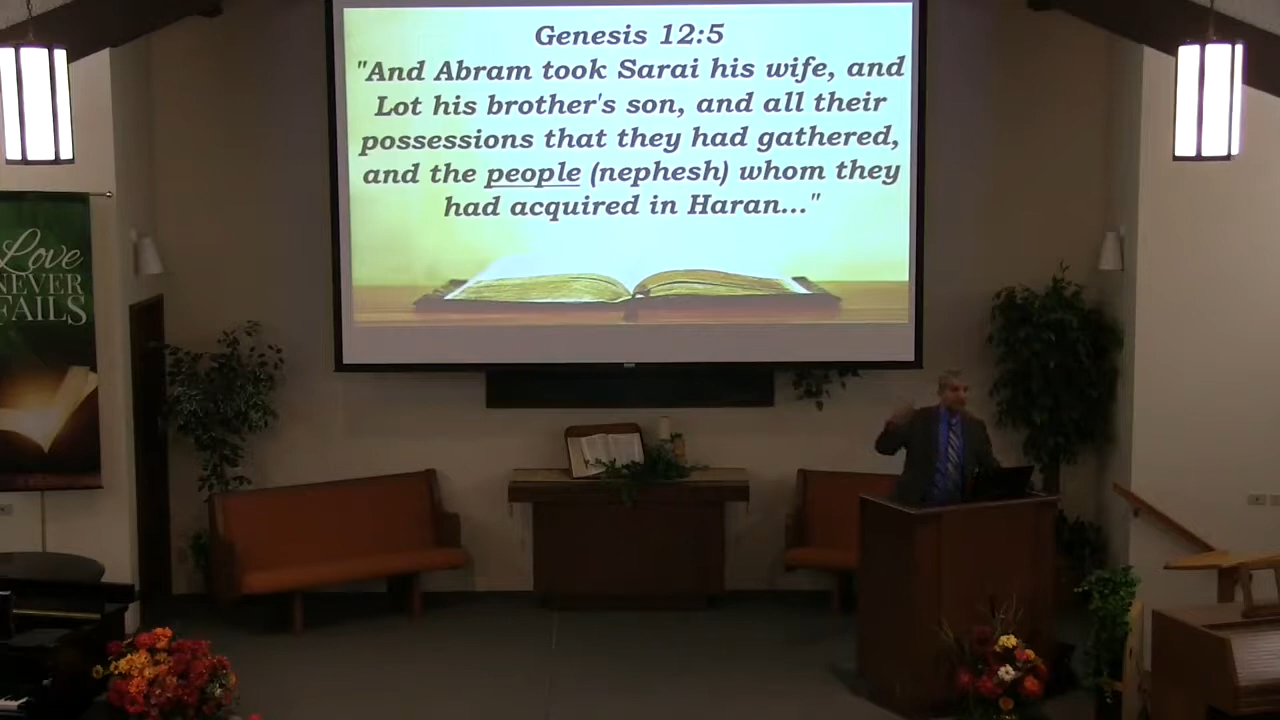 Genesis 12:5
"And Abram took Sarai his wife, and
Lot his brother's son, and all their
possessions that they had gathered,
and the people (nephesh) whom they
had acquired in Haran..."
Love
NEVER
FAILS